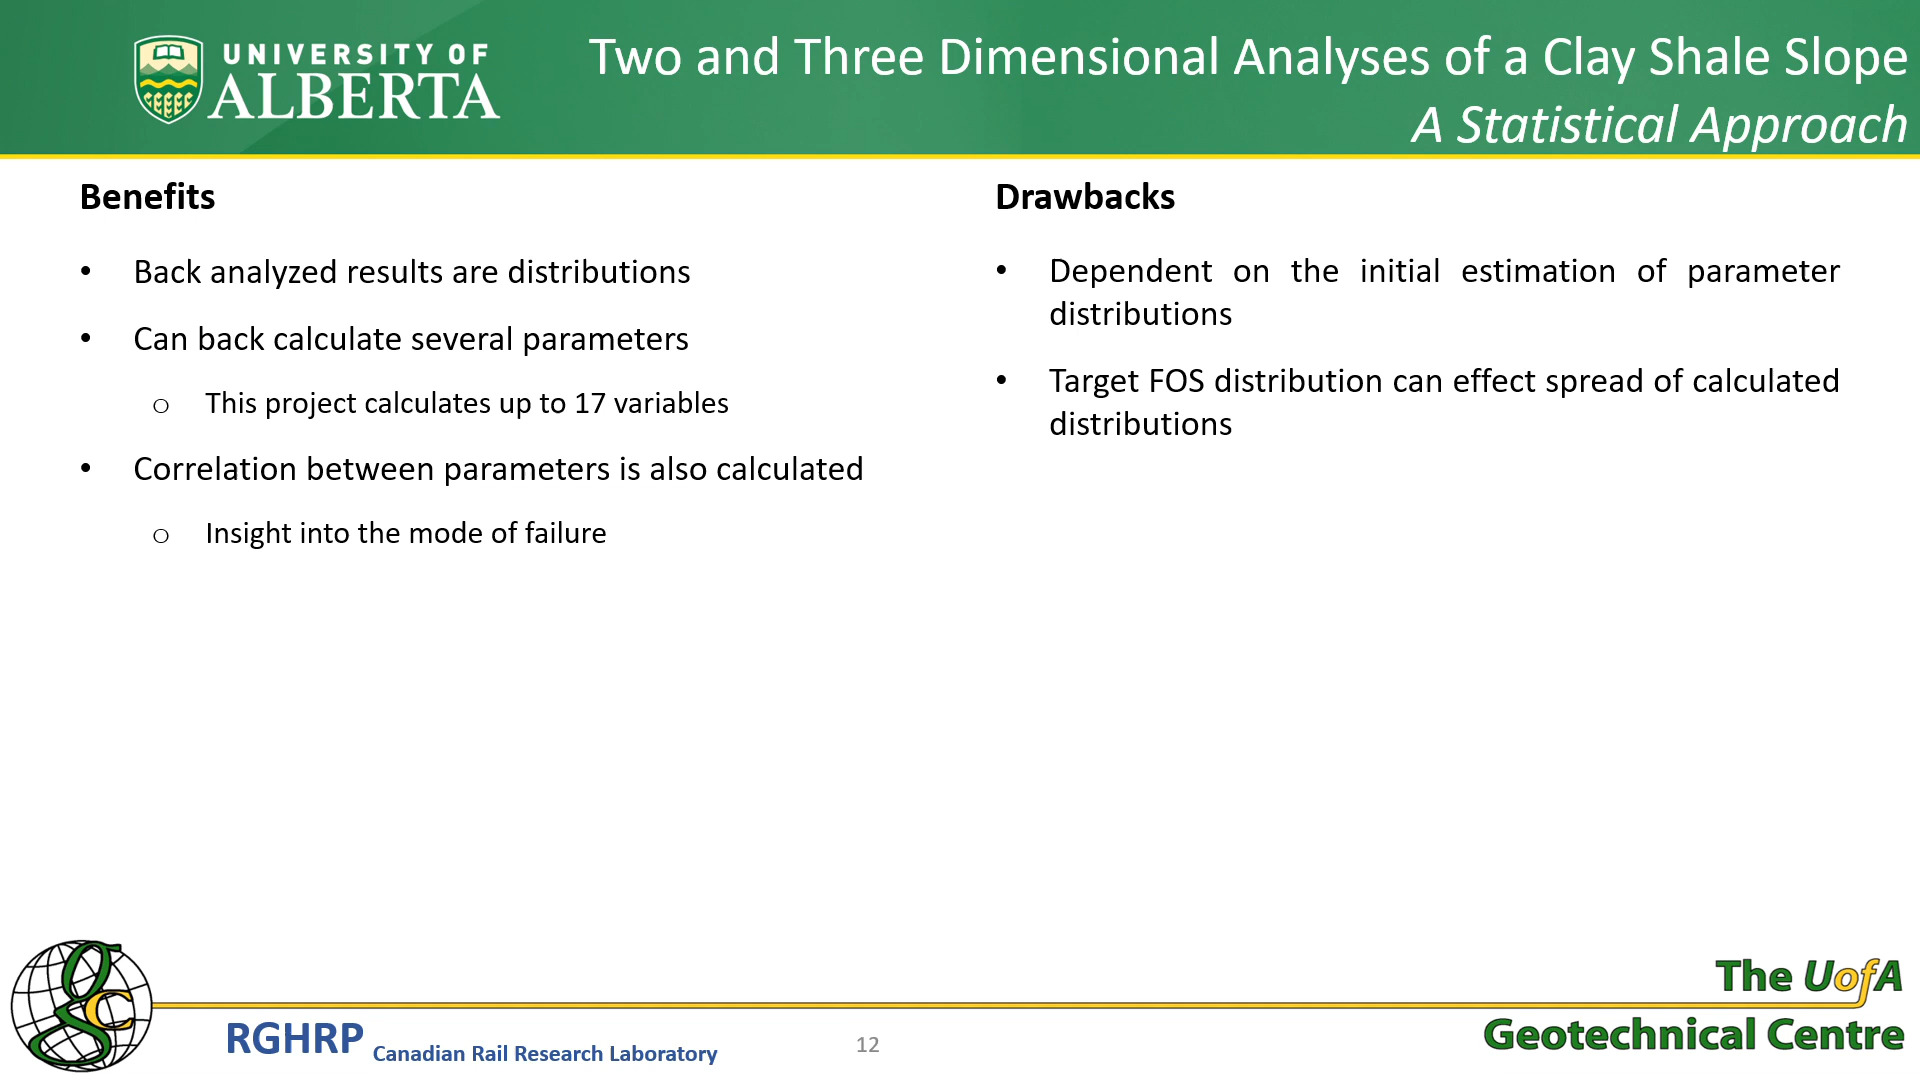 UNIVERSITY OF
ALBERTA
Two and Three Dimensional Analyses of a Clay Shale Slope
A Statistical Approach
Benefits
• Back analyzed results are distributions
• Can back calculate several parameters
o This project calculates up to 17 variables
• Correlation between parameters is also calculated
o Insight into the mode of failure
Drawbacks
• Dependent on the initial estimation of parameter
distributions
• Target FOS distribution can effect spread of calculated
distributions
gc
RGHRP Canadian Rail Research Laboratory
12
The UofA
Geotechnical Centre